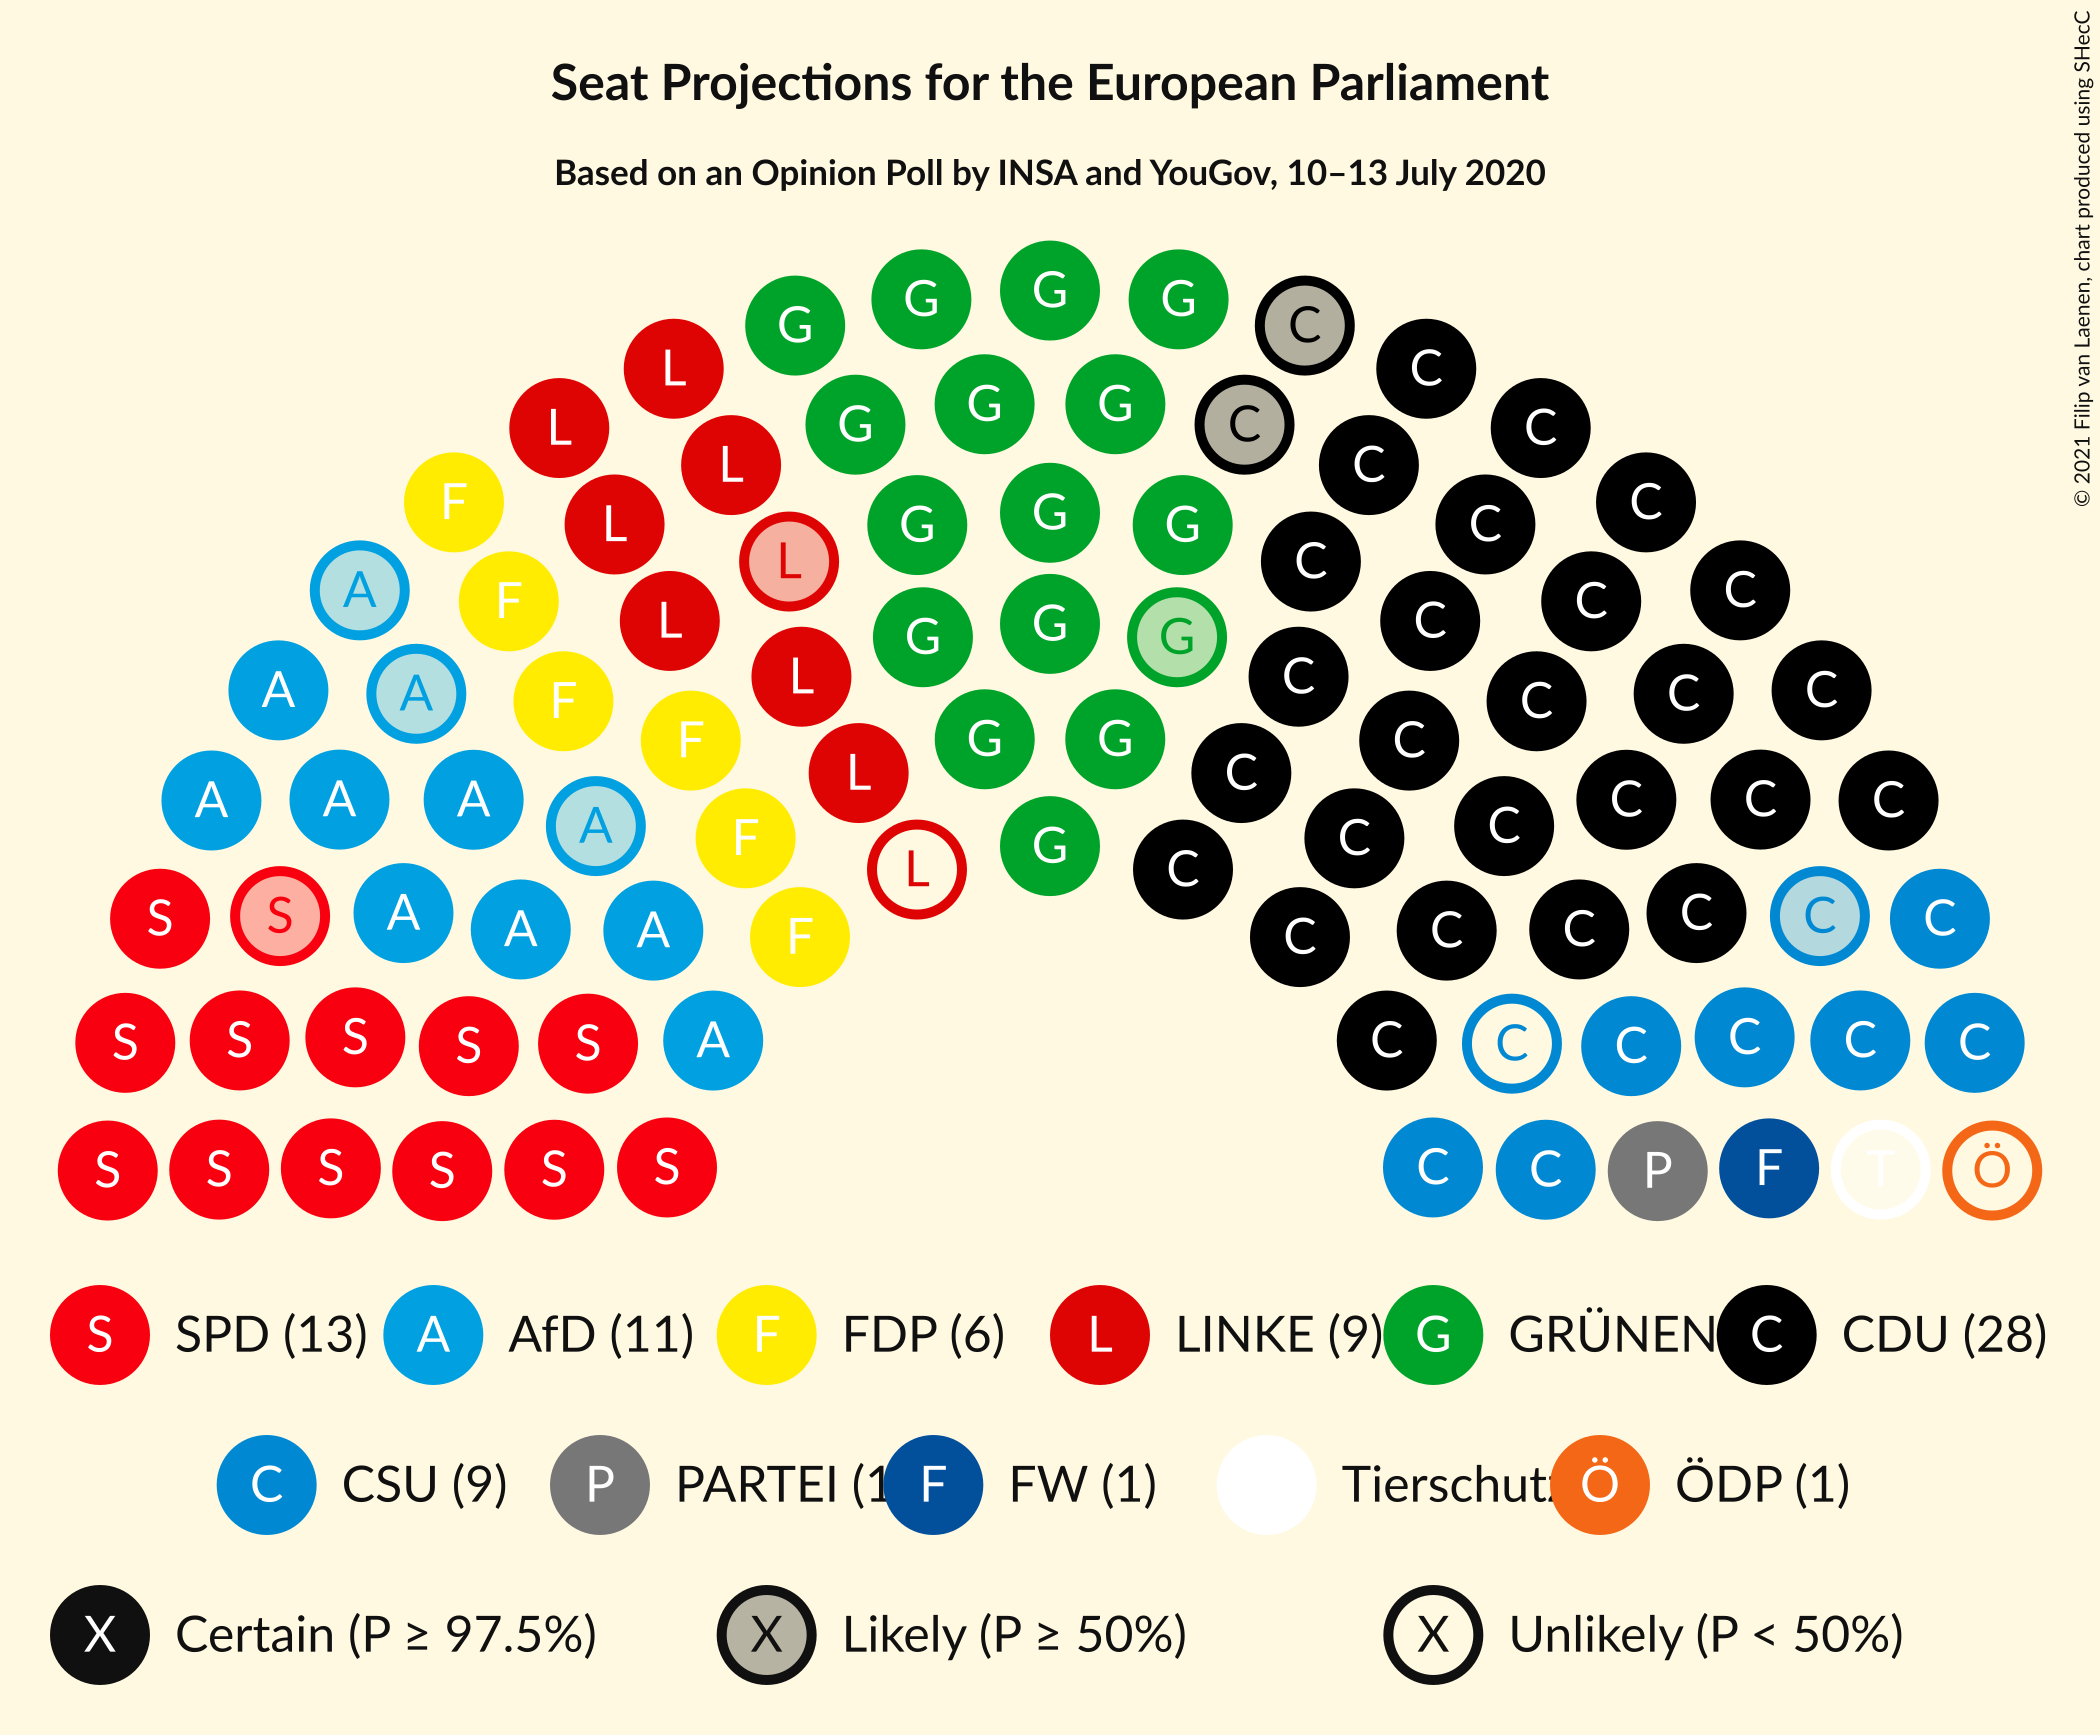 Seat Projections for the European Parliament
Based on an Opinion Poll by INSA and YouGov, 10–13 July 2020
© 2021 Filip van Laenen, chart produced using SHecC
G G G G C
L C
L G G G C C
L C
F L G G G C C
L C
A F L G G G C C C
A A F L C C C C
F G G C
A A A L C C C C
A F G C C
L C
S S A A A F C C C C C C
S S S S S A C C C C C C
S S S S S S C C P F T Ö
S SPD (13) A AfD (11) F FDP (6) L LINKE (9) G GRÜNEN C CDU (28)
C CSU (9) P PARTEI (1 F FW (1) Tierschutz Ö ÖDP (1)
X Certain (P ≥ 97.5%) X Likely (P ≥ 50%) X Unlikely (P < 50%)